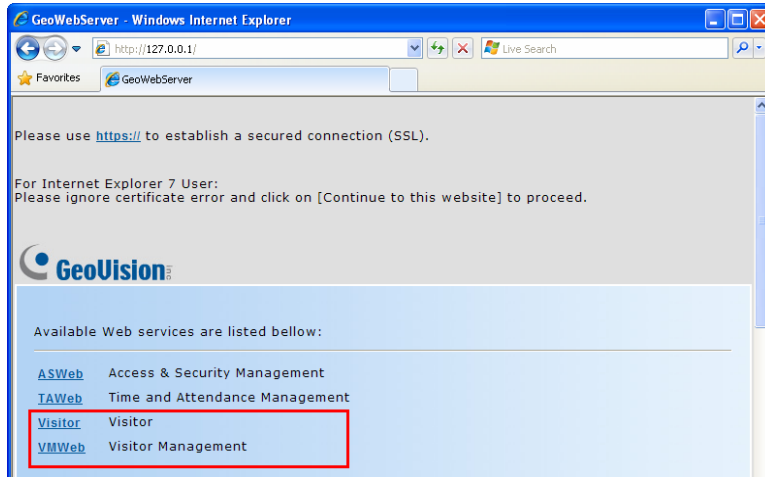 GeoWebServer - Windows Internet Explorer
http://127.0.0.1/
Live Search
Favorites
GeoWebServer
Please use https:// to establish a secured connection (SSL).
For Internet Explorer 7 User:
Please ignore certificate error and click on [Continue to this website] to proceed.
GeoVision
Available Web services are listed bellow:
ASWeb Access & Security Management
TAWeb Time and Attendance Management
Visitor Visitor
VMWeb Visitor Management